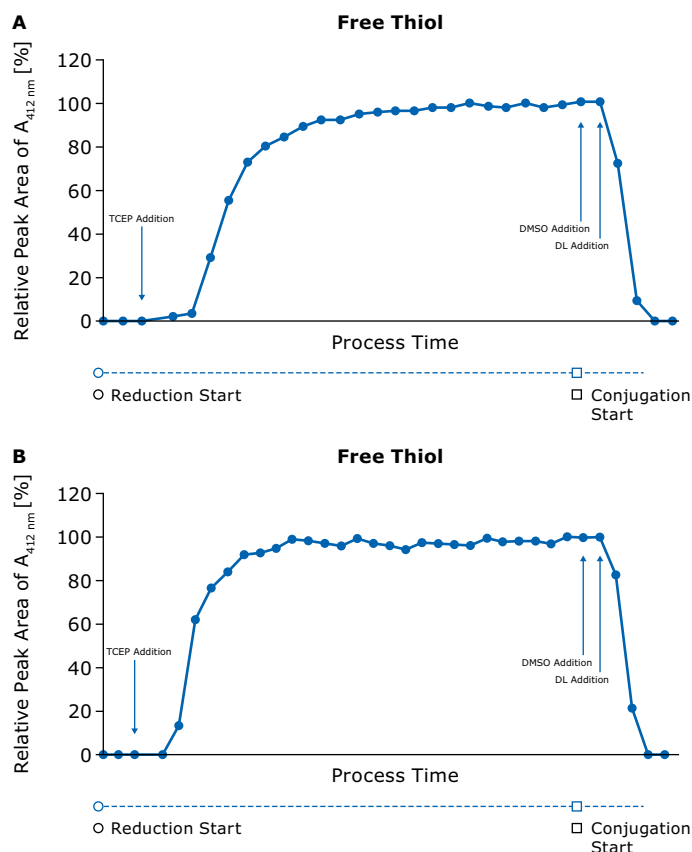 A
Free Thiol
Relative Peak Area of A412 nm [%]
120
100
80
60
40
20
0
TCEP Addition
DMSO Addition
DL Addition
Process Time
Reduction Start
Conjugation
Start
B
Free Thiol
Relative Peak Area of A412 nm [%]
120
100
80
60
40
20
0
TCEP Addition
DMSO Addition
DL Addition
Process Time
Reduction Start
Conjugation
Start